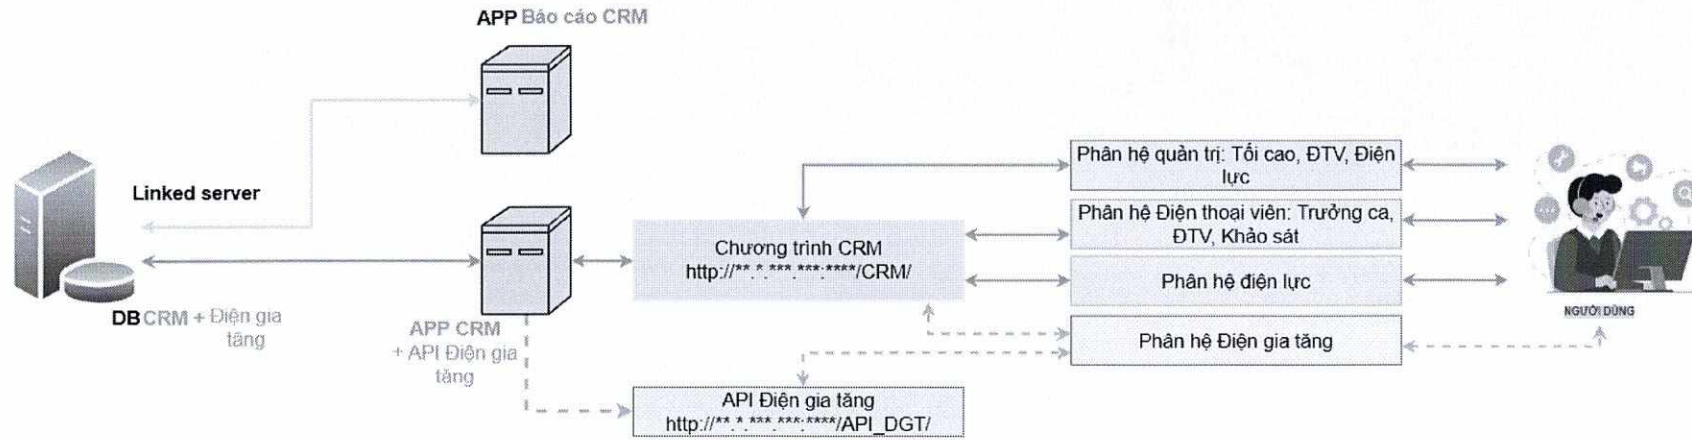 APP Báo cáo CRM
Linked server
DB CRM + Điện gia
tăng
APP CRM
+ API Điện gia
tăng
Chương trình CRM
http://**.*.***.***:****/CRM/
API Điện gia tăng
http://**.*.***.***:****/API_DGT/
Phân hệ quản trị: Tối cao, ĐTV, Điện
lực
Phân hệ Điện thoại viên: Trưởng ca,
ĐTV, Khảo sát
Phân hệ điện lực
Phân hệ Điện gia tăng
NGƯỜI DÙNG